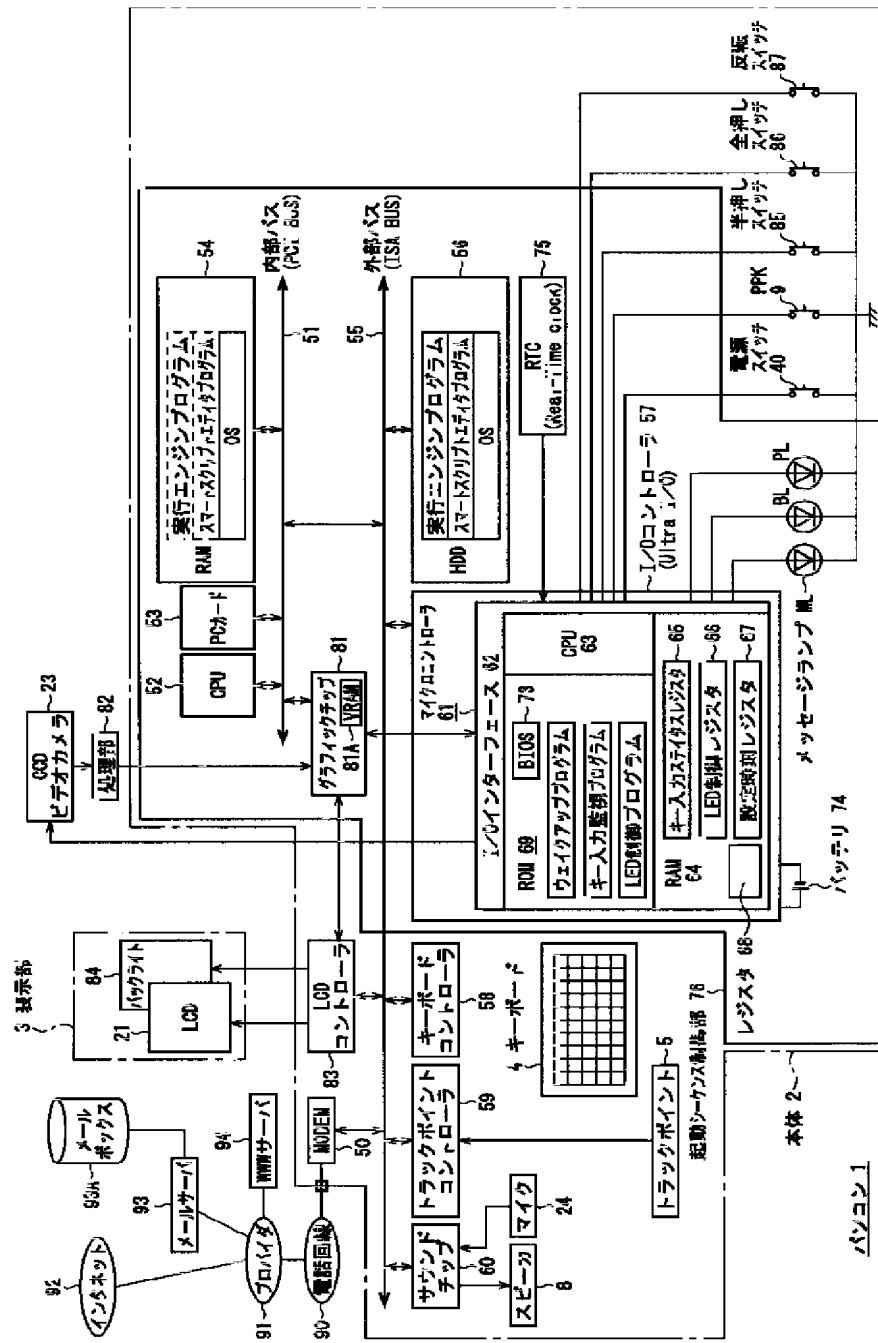 インタネット
92
メール
ボックス
93A
メールサーバ
93
WWWサーバ
94
プロバイダ
91
電話回線
90
MODEM
50
3 表示部
バックライト
84
LCD
21
LCD
コントローラ
83
CCD
ビデオカメラ
23
処理部
82
CPU
52
PCカード
53
実行エンジンプログラム
スマートスクリプトエディタプログラム
RAM
OS
54
内部バス
(PCI BUS)
51
グラフィックチップ
81
81A
VRAM
外部バス
(ISA BUS)
55
実行エンジンプログラム
スマートスクリプトエディタプログラム
HDD
OS
56
RTC
(Real-Time clock)
75
サウンド
チップ
60
スピーカ
8
マイク
24
トラックポイント
コントローラ
59
トラックポイント
5
キーボード
コントローラ
58
4 キーボード
起動シーケンス制御部 76
マイクロコントローラ
61
I/Oインターフェース 62
ROM 69
BIOS
73
ウェイクアッププログラム
キー入力監視プログラム
LED制御プログラム
CPU
63
RAM
64
キー入力ステイタスレジスタ
65
LED制御レジスタ
66
設定時刻レジスタ
67
レジスタ 68
バッテリ 74
I/Oコントローラ 57
(Ultra I/O)
メッセージランプ ML
BL
PL
電源
スイッチ
40
PPK
9
半押し
スイッチ
85
全押し
スイッチ
86
反転
スイッチ
87
本体 2
パソコン 1